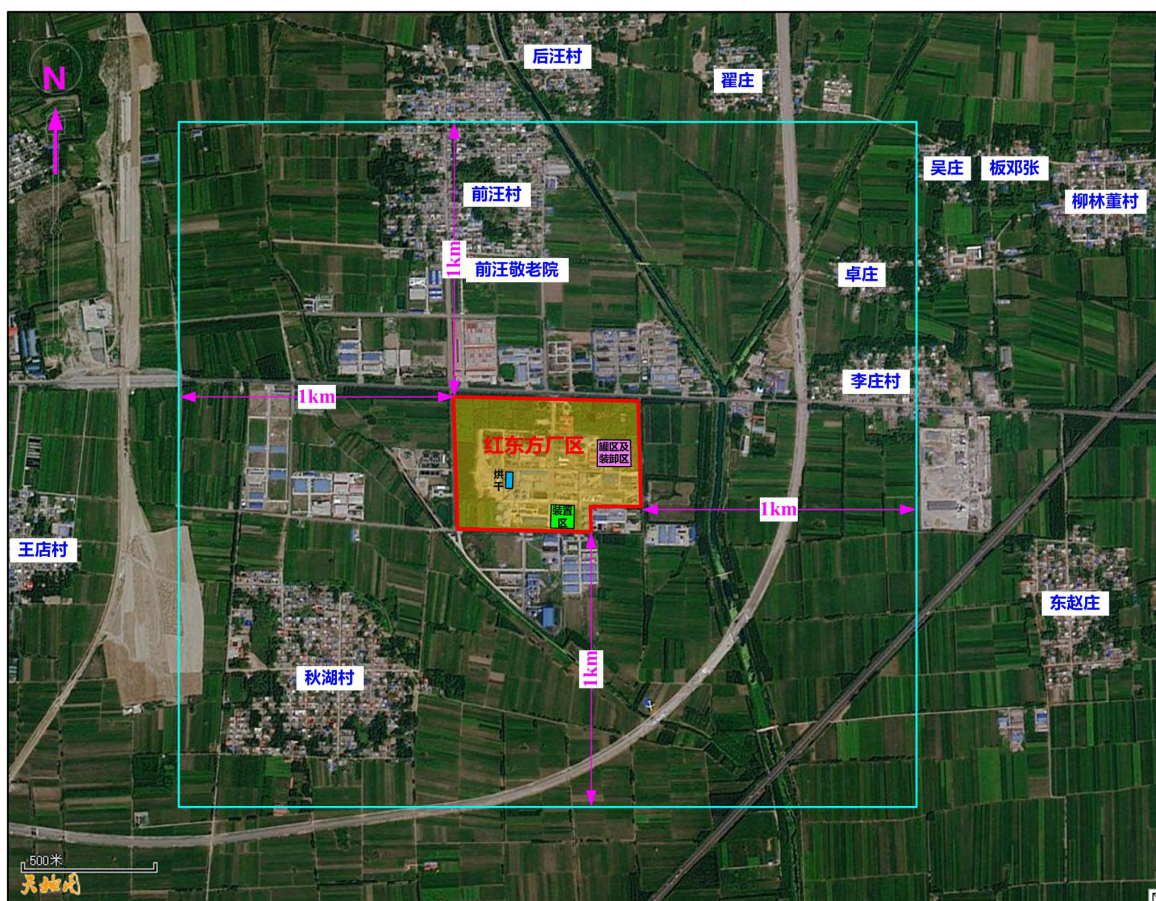 后汪村
翟庄
N
吴庄
板邓张
柳林董村
前汪村
1km
前汪敬老院
卓庄
李庄村
1km
红东方厂区
罐区及
装卸区
烘
干
装置
区
1km
王店村
东赵庄
秋湖村
1km
500米
天地图